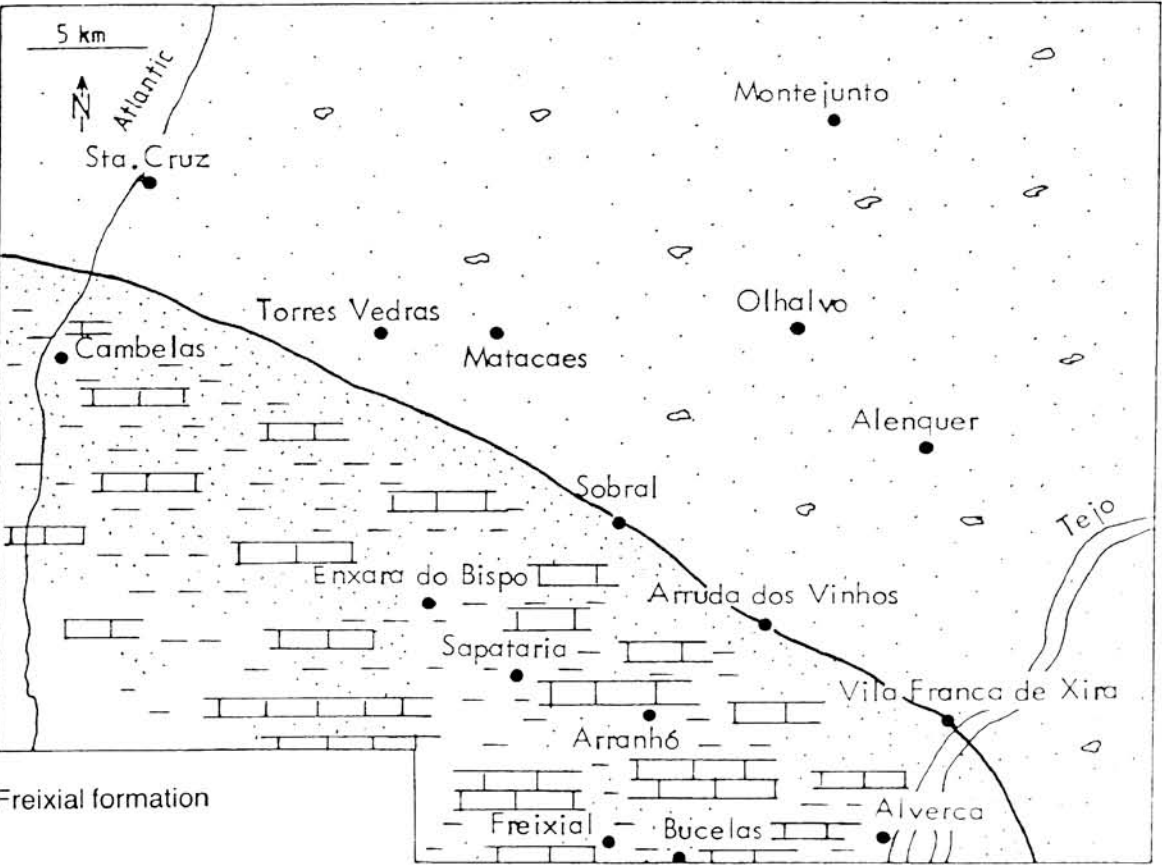 5 km
N
Atlantic
Montejunto
Sta. Cruz
Torres Vedras
Olhalvo
Cambelas
Matacaes
Alenquer
Sobral
Tejo
Enxara do Bispo
Arruda dos Vinhos
Sapataria
Vila Franca de Xira
Arranhó
Freixial formation
Freixial
Bucelas
Alverca